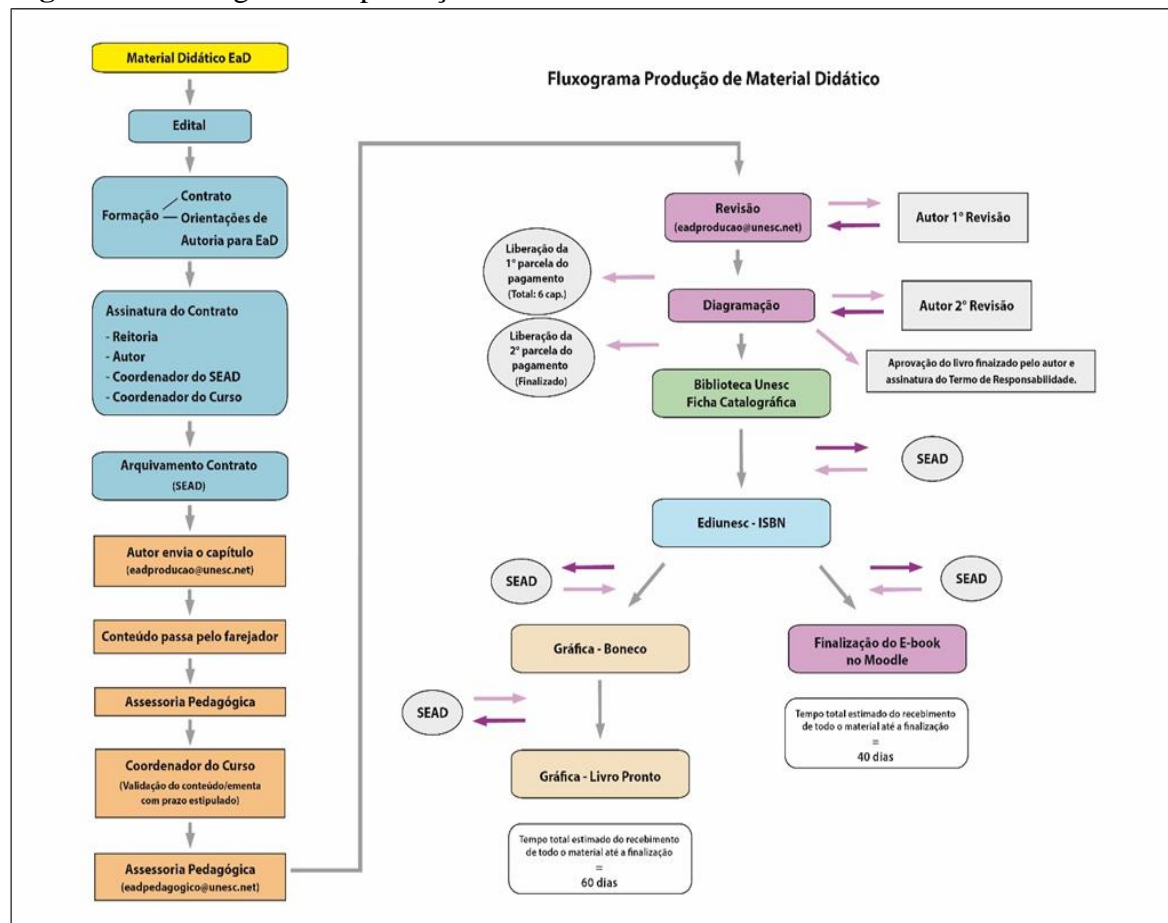 Material Didático EaD
Edital
Formação
Contrato
Orientações de
Autoria para EaD
Assinatura do Contrato
- Reitoria
- Autor
- Coordenador do SEAD
- Coordenador do Curso
Arquivamento Contrato
(SEAD)
Autor envia o capítulo
(eadproducao@unesc.net)
Conteúdo passa pelo farejador
Assessoria Pedagógica
Coordenador do Curso
(Validação do conteúdo/ementa
com prazo estipulado)
Assessoria Pedagógica
(eadpedagogico@unesc.net)
Fluxograma Produção de Material Didático
Revisão
(eadproducao@unesc.net)
Autor 1° Revisão
Liberação da
1° parcela do
pagamento
(Total: 6 cap.)
Diagramação
Autor 2° Revisão
Liberação da
2° parcela do
pagamento
(Finalizado)
Aprovação do livro finaizado pelo autor e
assinatura do Termo de Responsabilidade.
Biblioteca Unesc
Ficha Catalográfica
SEAD
Ediunesc - ISBN
SEAD
SEAD
Gráfica - Boneco
Finalização do E-book
no Moodle
SEAD
Tempo total estimado do recebimento
de todo o material até a finalização
=
40 dias
Gráfica - Livro Pronto
Tempo total estimado do recebimento
de todo o material até a finalização
=
60 dias